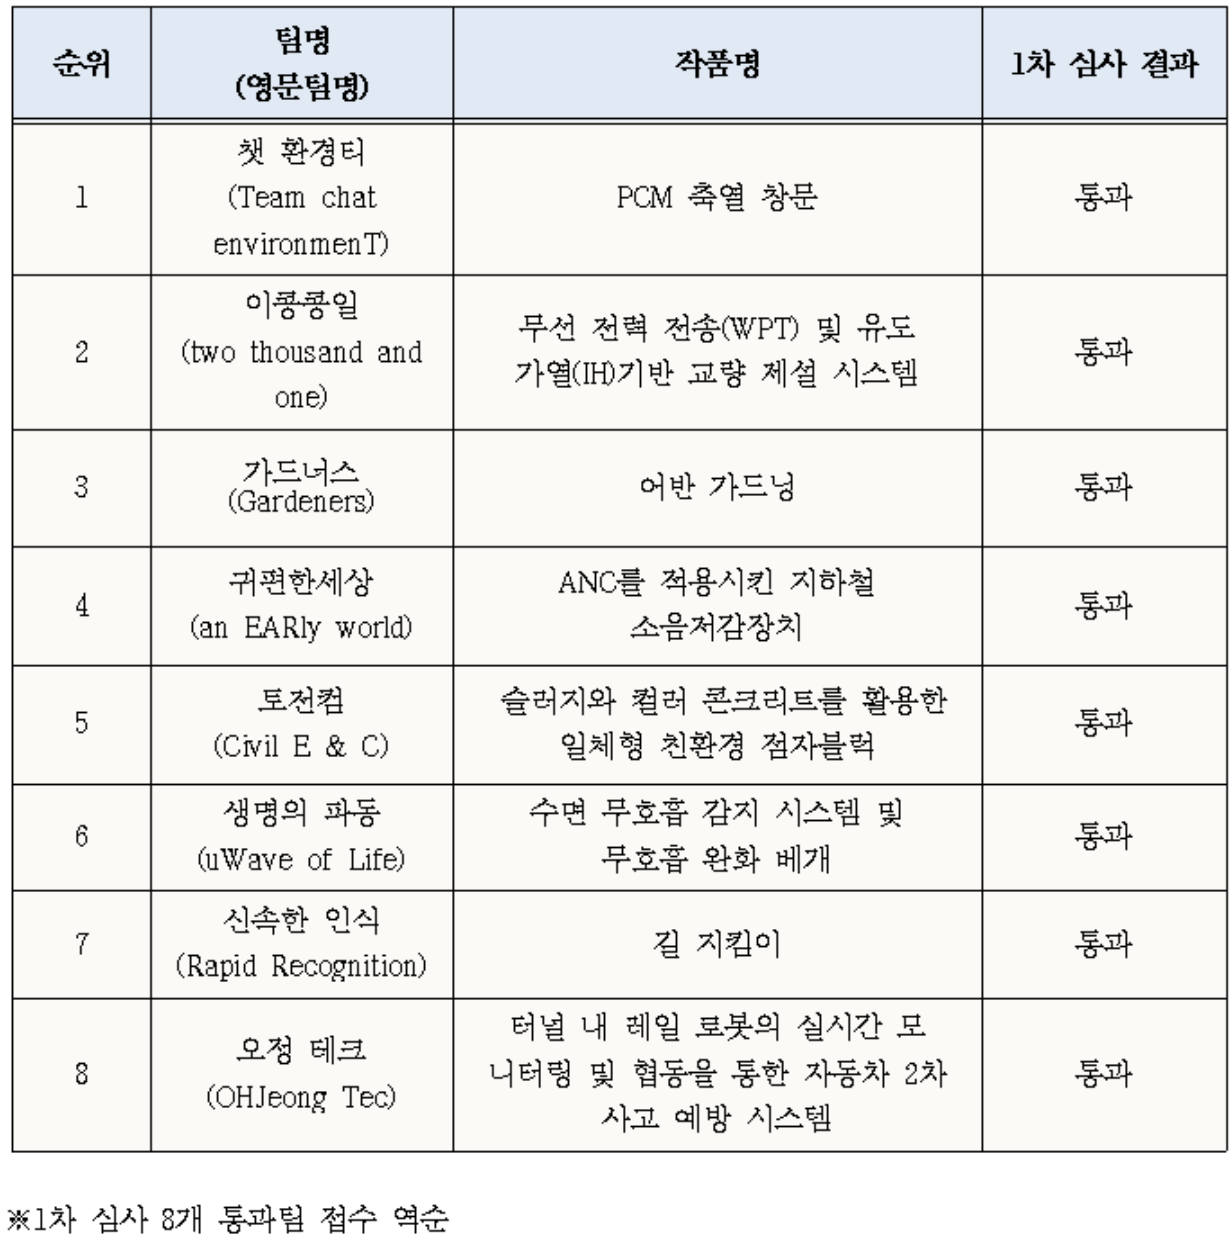 순위
팀명
(영문팀명)
작품명
1차 심사 결과
1
챗 환경티
(Team chat
environmenT)
PCM 축열 창문
통과
2
이콩콩일
(two thousand and
one)
무선 전력 전송(WPT) 및 유도
가열(IH)기반 교량 제설 시스템
통과
3
가드너스
(Gardeners)
어반 가드닝
통과
4
귀편한세상
(an EARly world)
ANC를 적용시킨 지하철
소음저감장치
통과
5
토전컴
(Civil E & C)
슬러지와 컬러 콘크리트를 활용한
일체형 친환경 점자블럭
통과
6
생명의 파동
(uWave of Life)
수면 무호흡 감지 시스템 및
무호흡 완화 베개
통과
7
신속한 인식
(Rapid Recognition)
길 지킴이
통과
8
오정 테크
(OHJeong Tec)
터널 내 레일 로봇의 실시간 모
니터링 및 협동을 통한 자동차 2차
사고 예방 시스템
통과
※1차 심사 8개 통과팀 접수 역순